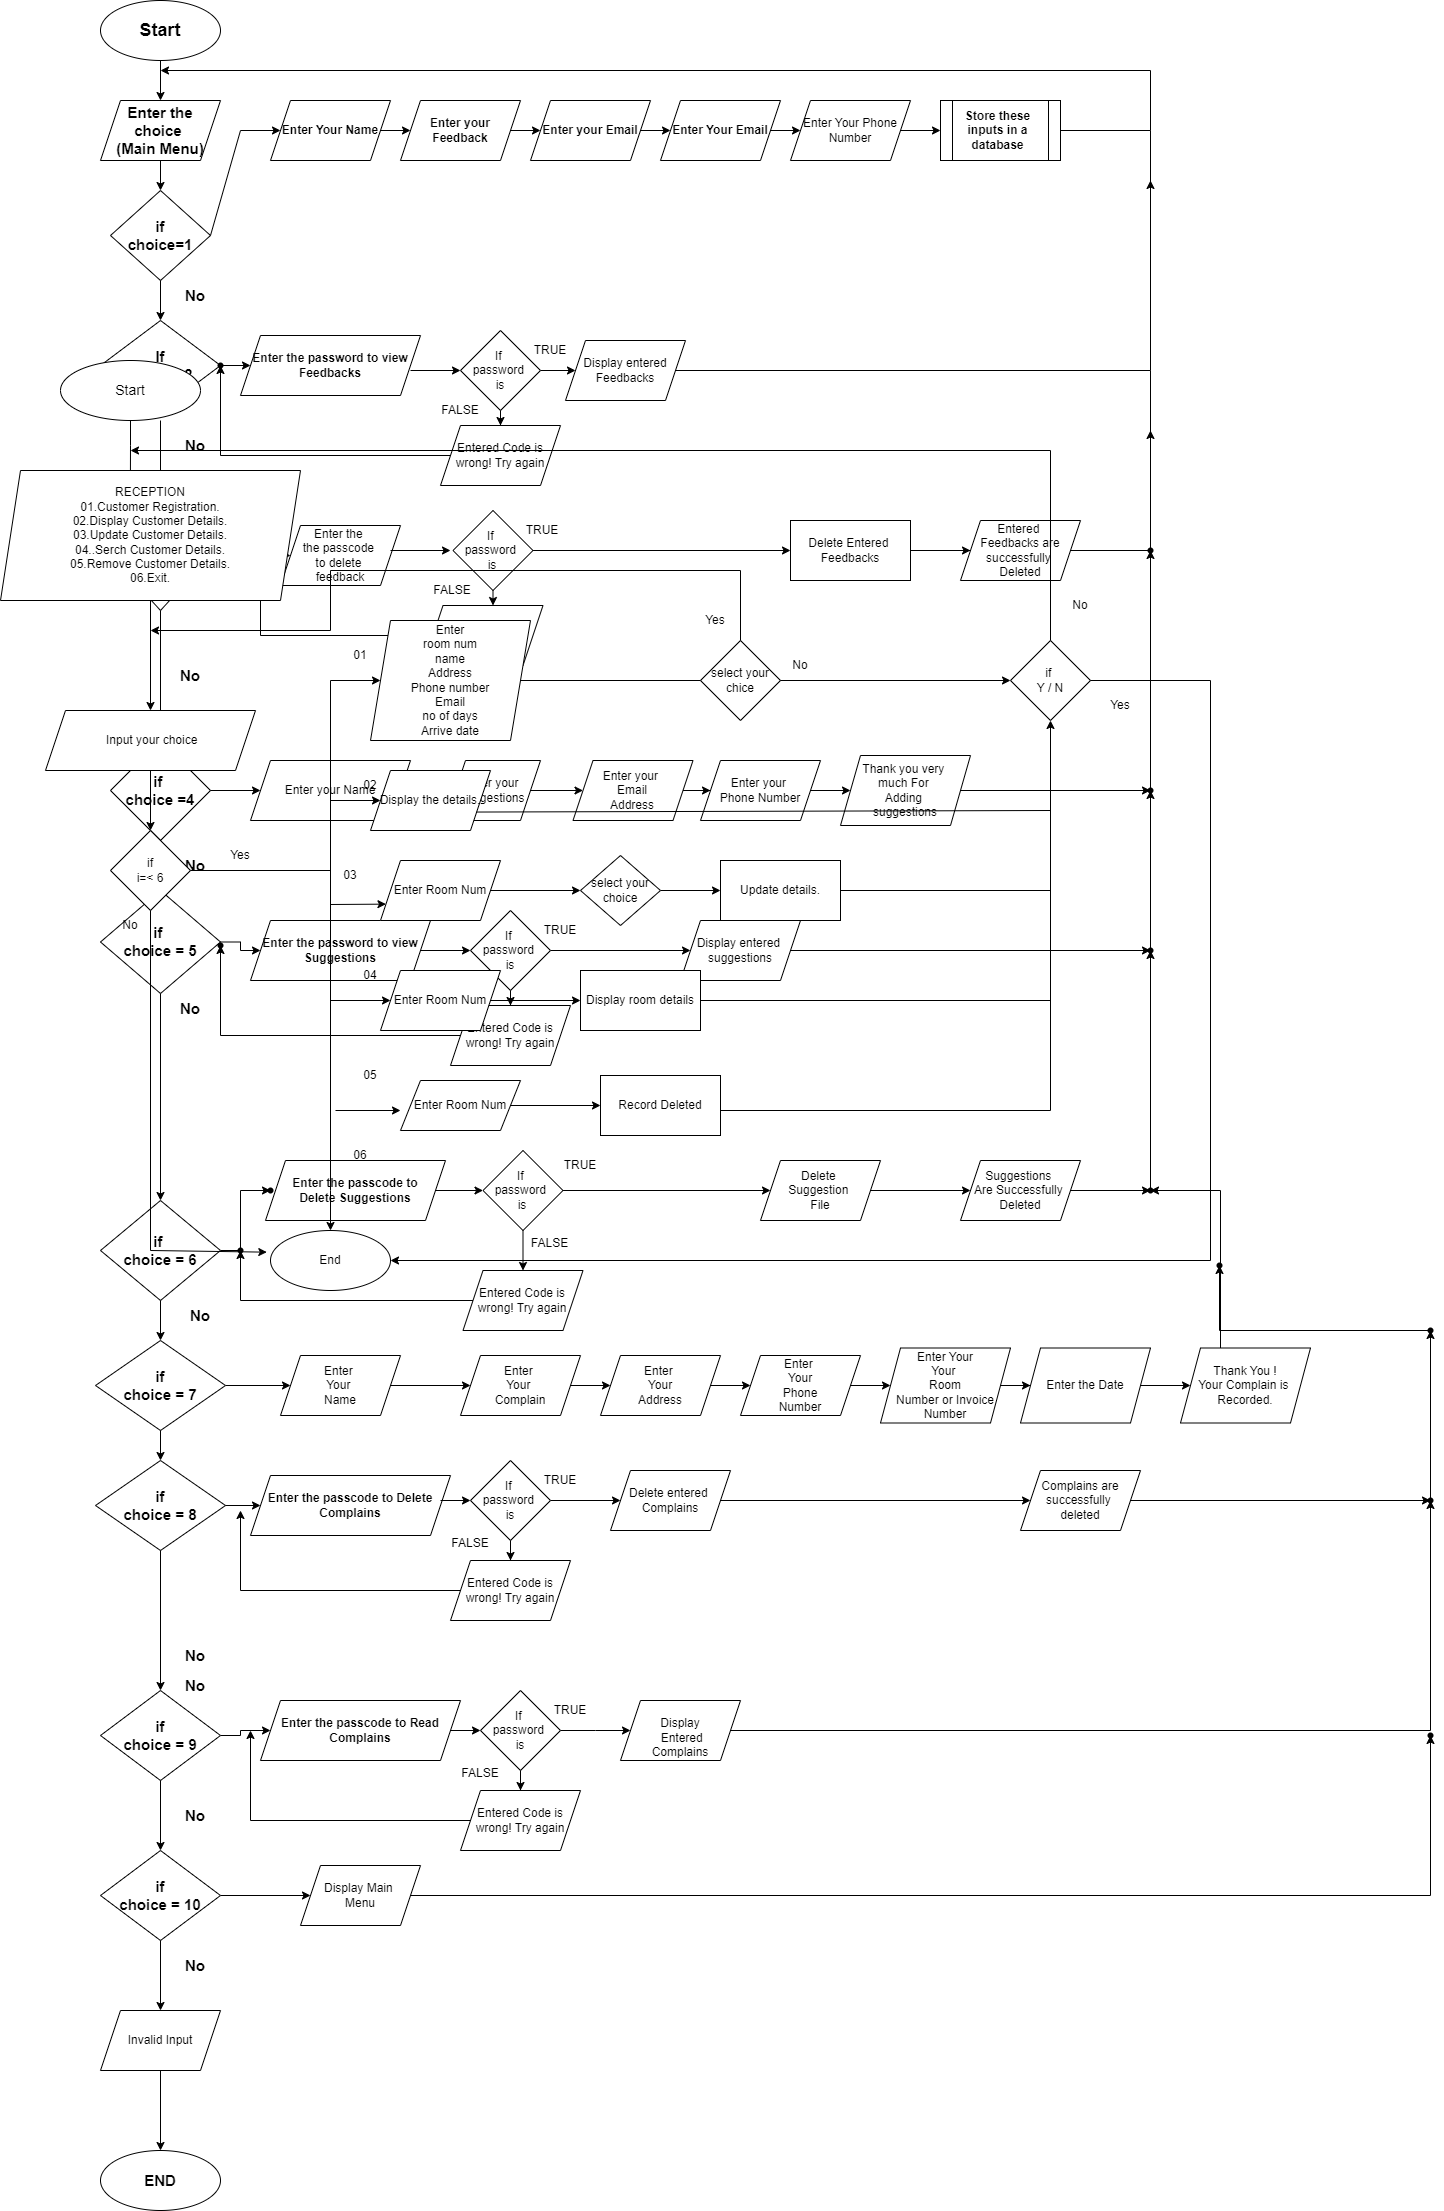 Start
Enter the
choice
(Main Menu)
Enter Your Name
Enter your
Feedback
Enter your Email
Enter Your Email
Enter Your Phone
Number
Store these
inputs in a
database
if
choice=1
No
If
Enter the password to view
Feedbacks
If
password
is
TRUE
Display entered
Feedbacks
FALSE
Entered Code is
wrong! Try again
Start
No
RECEPTION
01.Customer Registration.
02.Display Customer Details.
03.Update Customer Details.
04..Serch Customer Details.
05.Remove Customer Details.
06.Exit.
Enter the
the passcode
to delete
feedback
If
password
is
TRUE
Delete Entered
Feedbacks
Entered
Feedbacks are
successfully
Deleted
FALSE
No
01
Enter
room num
name
Address
Phone number
Email
no of days
Arrive date
Yes
select your
chice
No
if
Y / N
No
Yes
Input your choice
if
choice =4
Enter your Name
02
Display the details
Enter your
Email
Address
Enter your
Phone Number
Thank you very
much For
Adding
suggestions
if
i=< 6
Yes
No
No
03
Enter Room Num
select your
choice
Update details.
if
choice = 5
Enter the password to view
Suggestions
If
password
is
TRUE
Display entered
suggestions
No
04
Enter Room Num
Display room details
Entered Code is
wrong! Try again
05
Enter Room Num
Record Deleted
06
Enter the passcode to
Delete Suggestions
If
password
is
TRUE
Delete
Suggestion
File
Suggestions
Are Successfully
Deleted
if
choice = 6
End
FALSE
Entered Code is
wrong! Try again
No
if
choice = 7
Enter
Your
Name
Enter
Your
Complain
Enter
Your
Address
Enter
Your
Phone
Number
Enter Your
Your
Room
Number or Invoice
Number
Enter the Date
Thank You !
Your Complain is
Recorded.
if
choice = 8
Enter the passcode to Delete
Complains
If
password
is
TRUE
Delete entered
Complains
Complains are
successfully
deleted
FALSE
Entered Code is
wrong! Try again
No
No
if
choice = 9
Enter the passcode to Read
Complains
If
password
is
TRUE
Display
Entered
Complains
FALSE
Entered Code is
wrong! Try again
No
if
choice = 10
Display Main
Menu
No
Invalid Input
END